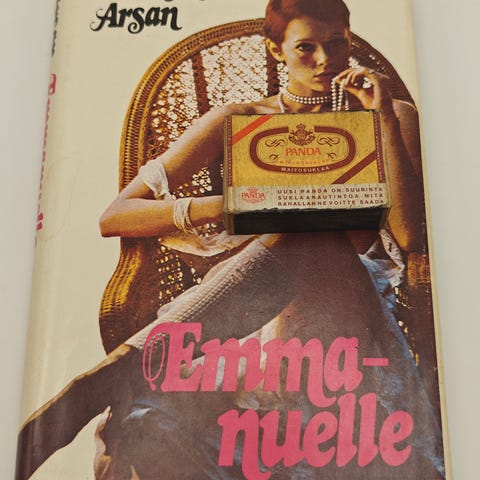 Arsan
PANDA
MAITOSUKLAA
PANDA
UUSI PANDA ON SUURINTA
SUKLAANAUTINTOA MITÄ
RAHALLANNE VOITTE SAADA
Emma-
nuelle